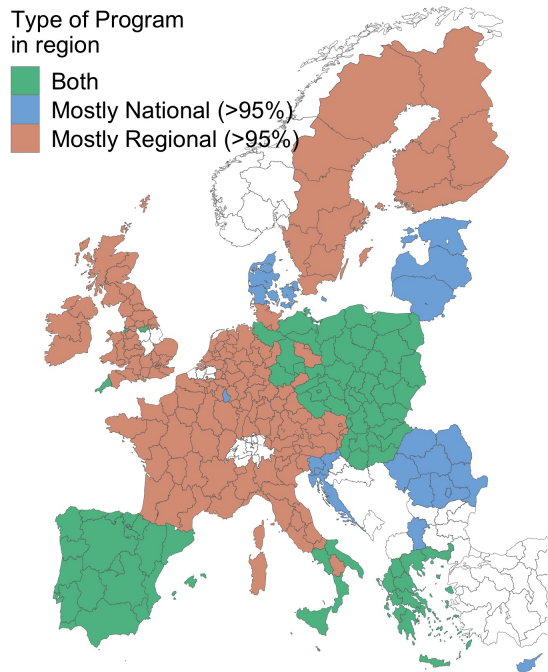 Type of Program
in region
Both
Mostly National (>95%)
Mostly Regional (>95%)